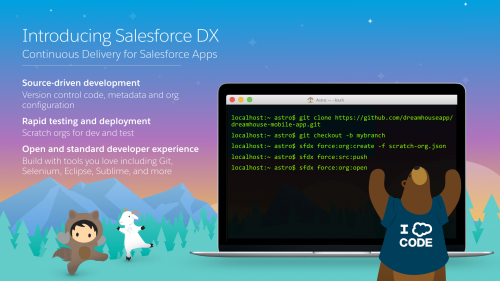 Introducing Salesforce DX
Continuous Delivery for Salesforce Apps
Source-driven development
Version control code, metadata and org
configuration
Rapid testing and deployment
Scratch orgs for dev and test
Open and standard developer experience
Build with tools you love including Git,
Selenium, Eclipse, Sublime, and more
Astro — -bash
localhost:~ astro$ git clone https://github.com/dreamhouseapp/
dreamhouse-mobile-app.git
localhost:~ astro$ git checkout -b mybranch
localhost:~ astro$ sfdx force:org:create -f scratch-org.json
localhost:~ astro$ sfdx force:src:push
localhost:~ astro$ sfdx force:org:open
I
CODE